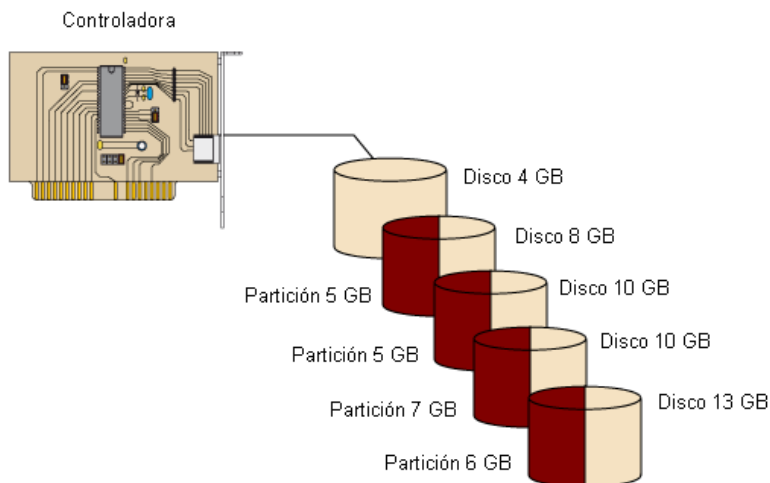 Controladora
Disco 4 GB
Disco 8 GB
Partición 5 GB
Disco 10 GB
Partición 5 GB
Disco 10 GB
Partición 7 GB
Disco 13 GB
Partición 6 GB